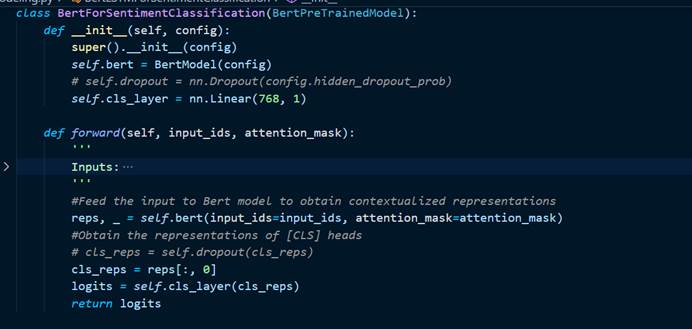 class BertForSentimentClassification(BertPreTrainedModel):
    def __init__(self, config):
        super().__init__(config)
        self.bert = BertModel(config)
        # self.dropout = nn.Dropout(config.hidden_dropout_prob)
        self.cls_layer = nn.Linear(768, 1)

    def forward(self, input_ids, attention_mask):
        '''
        Inputs:···
        '''
        #Feed the input to Bert model to obtain contextualized representations
        reps, _ = self.bert(input_ids=input_ids, attention_mask=attention_mask)
        #Obtain the representations of [CLS] heads
        # cls_reps = self.dropout(cls_reps)
        cls_reps = reps[:, 0]
        logits = self.cls_layer(cls_reps)
        return logits